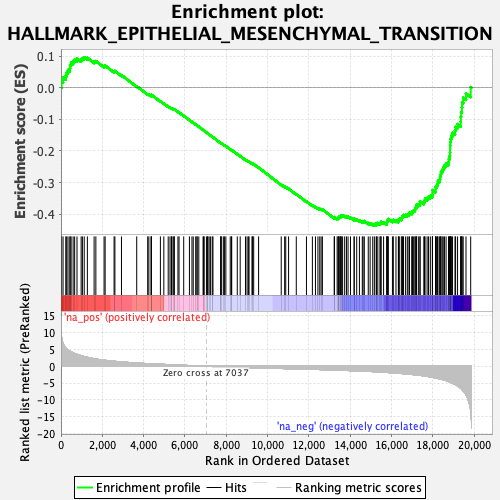 Enrichment plot:
HALLMARK_EPITHELIAL_MESENCHYMAL_TRANSITION
Enrichment score (ES)
0.1
0.0
-0.1
-0.2
-0.3
-0.4
'na_pos' (positively correlated)
Ranked list metric (PreRanked)
15
10
5
0
-5
-10
-15
-20
Zero cross at 7037
'na_neg' (negatively correlated)
0
2,000
4,000
6,000
8,000
10,000
12,000
14,000
16,000
18,000
20,000
Rank in Ordered Dataset
Enrichment profile
Hits
Ranking metric scores